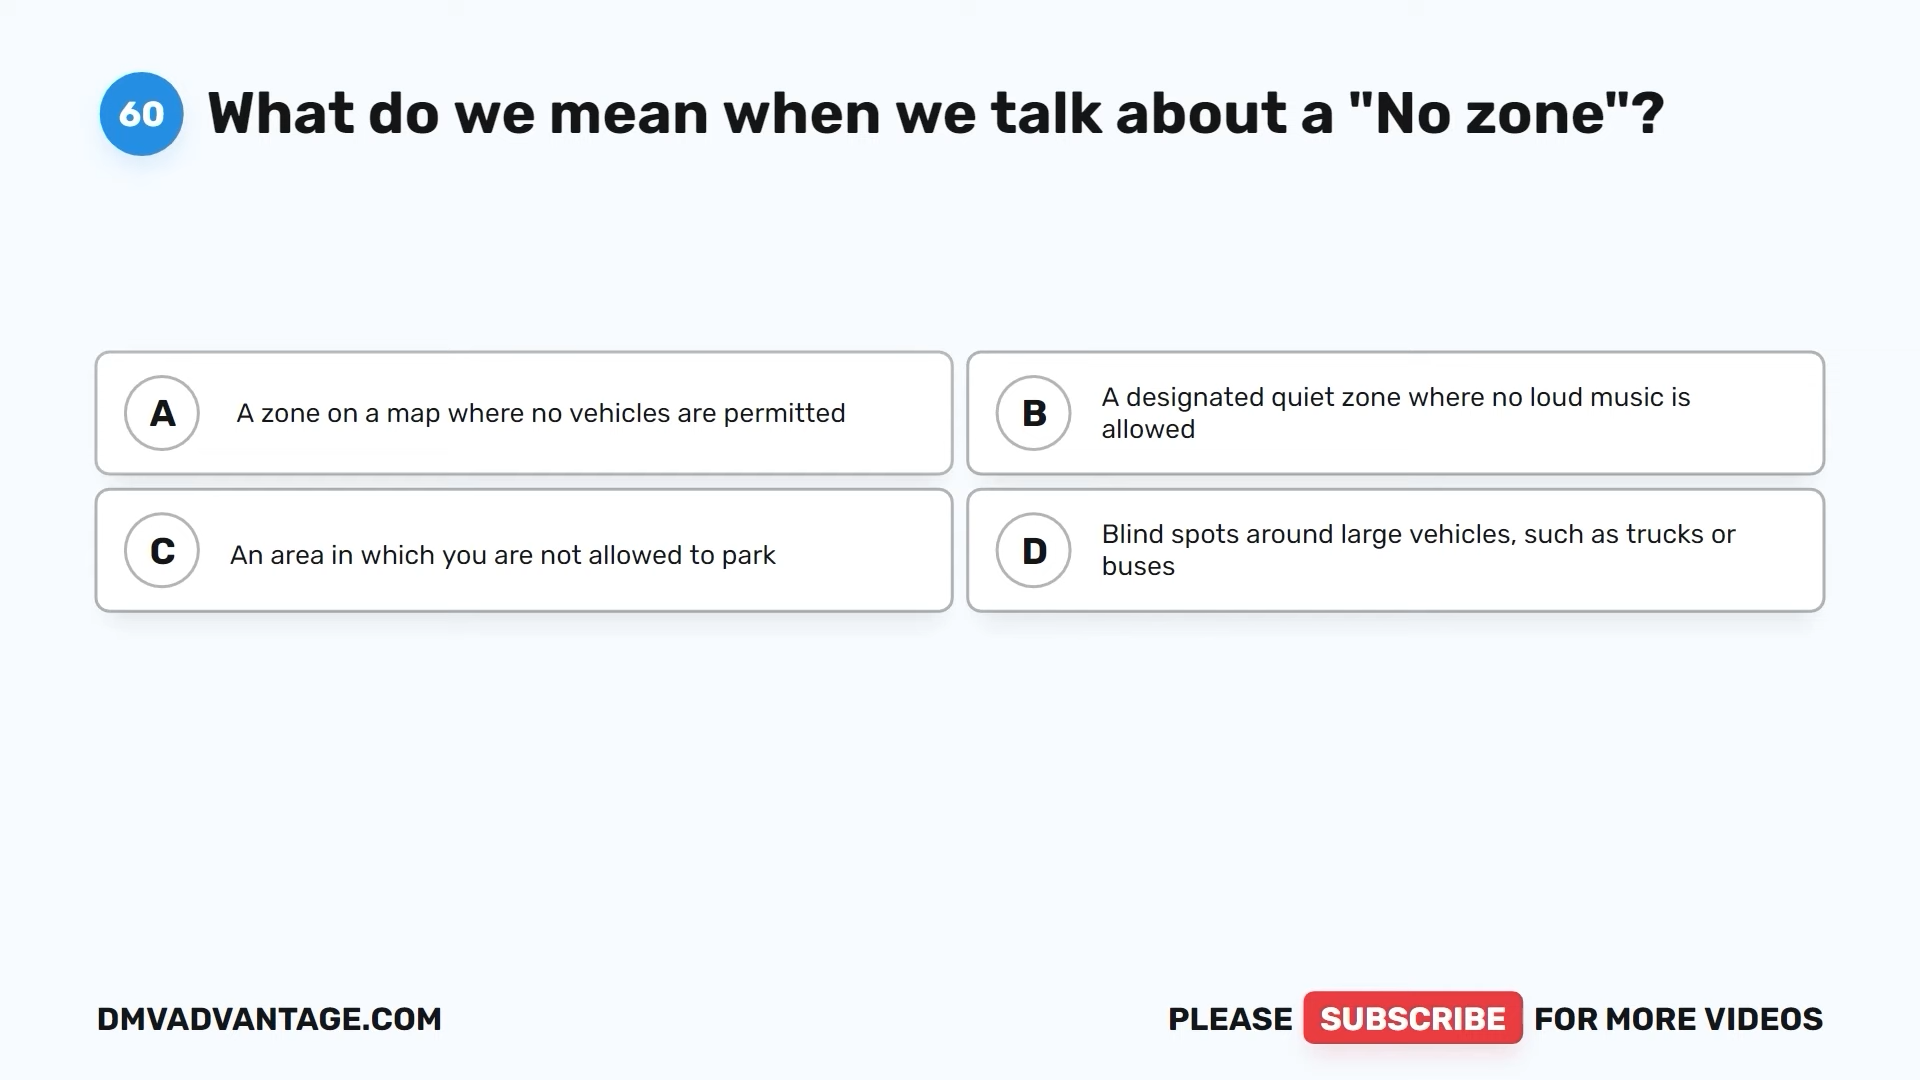 60 What do we mean when we talk about a "No zone"?
A A zone on a map where no vehicles are permitted
B A designated quiet zone where no loud music is
allowed
C An area in which you are not allowed to park
D Blind spots around large vehicles, such as trucks or
buses
DMVADVANTAGE.COM
PLEASE SUBSCRIBE FOR MORE VIDEOS